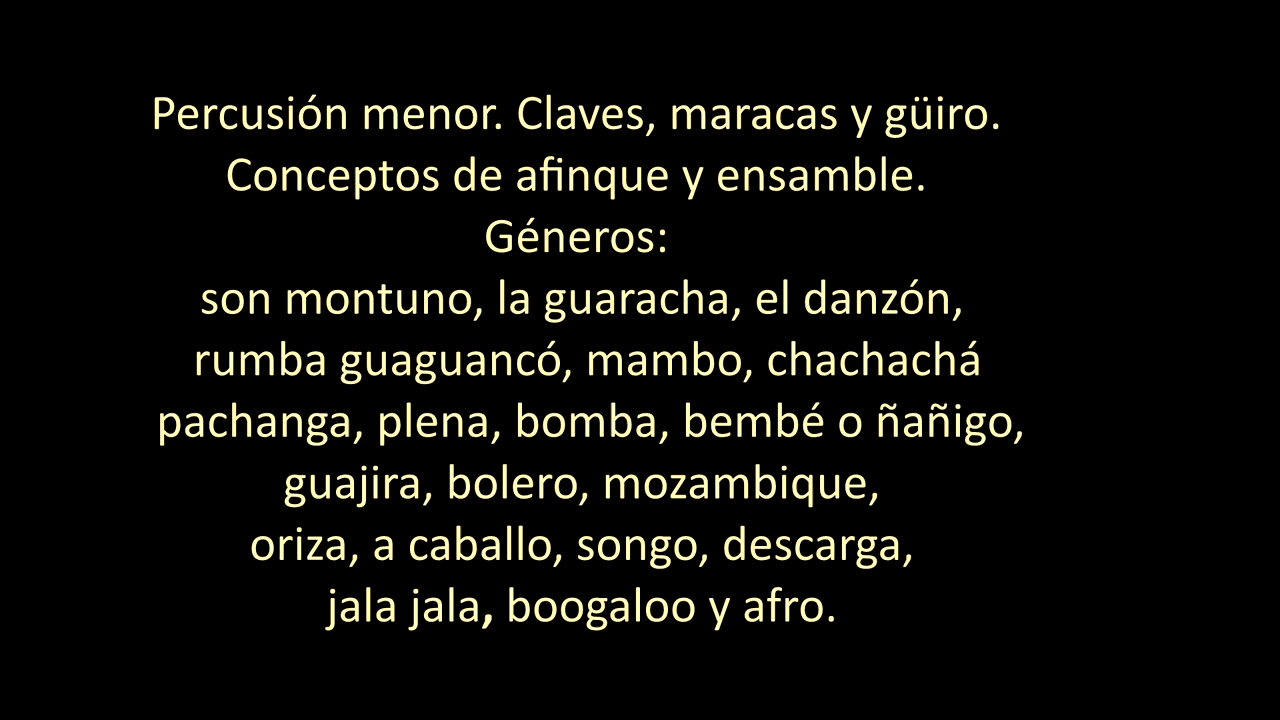 Percusión menor. Claves, maracas y güiro.
Conceptos de afinque y ensamble.
Géneros:
son montuno, la guaracha, el danzón,
rumba guaguancó, mambo, chachachá
pachanga, plena, bomba, bembé o ñañigo,
guajira, bolero, mozambique,
oriza, a caballo, songo, descarga,
jala jala, boogaloo y afro.